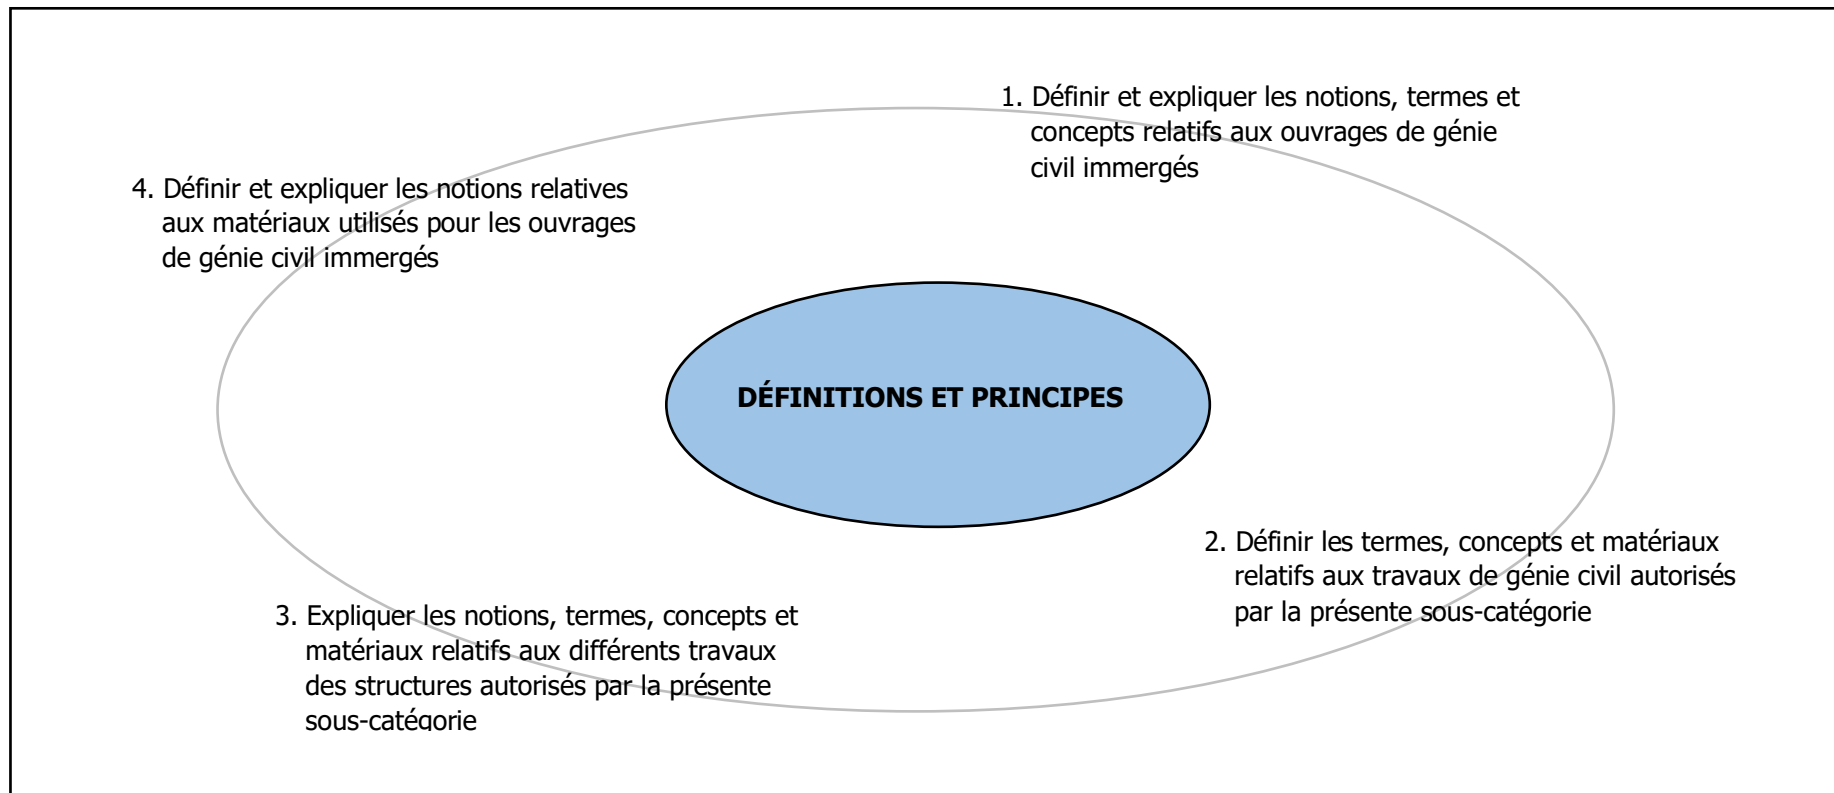 1. Définir et expliquer les notions, termes et
concepts relatifs aux ouvrages de génie
civil immergés
4. Définir et expliquer les notions relatives
aux matériaux utilisés pour les ouvrages
de génie civil immergés
DÉFINITIONS ET PRINCIPES
2. Définir les termes, concepts et matériaux
relatifs aux travaux de génie civil autorisés
par la présente sous-catégorie
3. Expliquer les notions, termes, concepts et
matériaux relatifs aux différents travaux
des structures autorisés par la présente
sous-catégorie